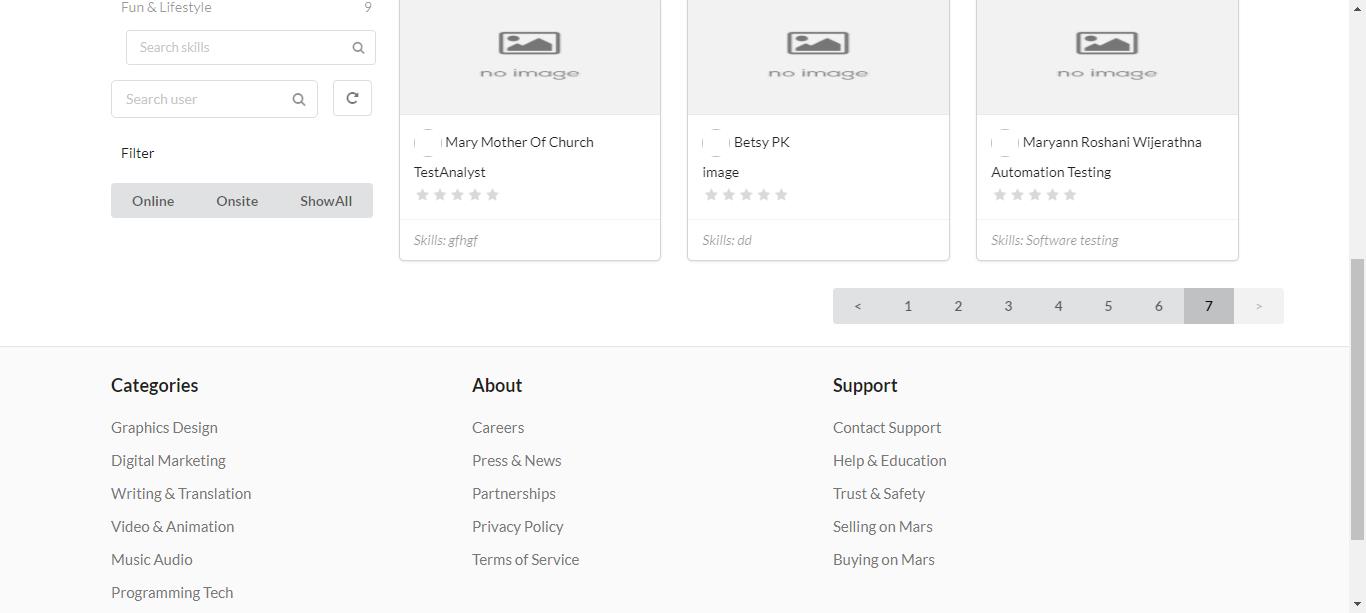 Fun & Lifestyle 9
Search skills
Search user
Filter
Online Onsite ShowAll
no image
Mary Mother Of Church
TestAnalyst
Skills: gfhgf
no image
Betsy PK
image
Skills: dd
no image
Maryann Roshani Wijerathna
Automation Testing
Skills: Software testing
< 1 2 3 4 5 6 7 >
Categories
Graphics Design
Digital Marketing
Writing & Translation
Video & Animation
Music Audio
Programming Tech
About
Careers
Press & News
Partnerships
Privacy Policy
Terms of Service
Support
Contact Support
Help & Education
Trust & Safety
Selling on Mars
Buying on Mars